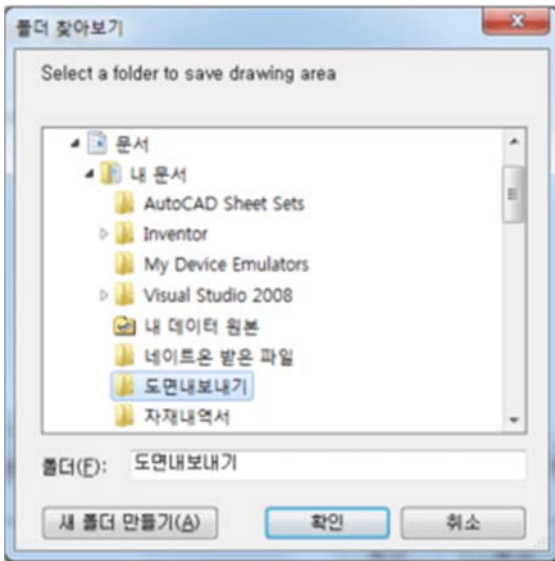 폴더 찾아보기
Select a folder to save drawing area
문서
내 문서
AutoCAD Sheet Sets
Inventor
My Device Emulators
Visual Studio 2008
내 데이터 원본
네이트온 받은 파일
도면내보내기
자재내역서
폴더(F): 도면내보내기
새 폴더 만들기(A) 확인 취소